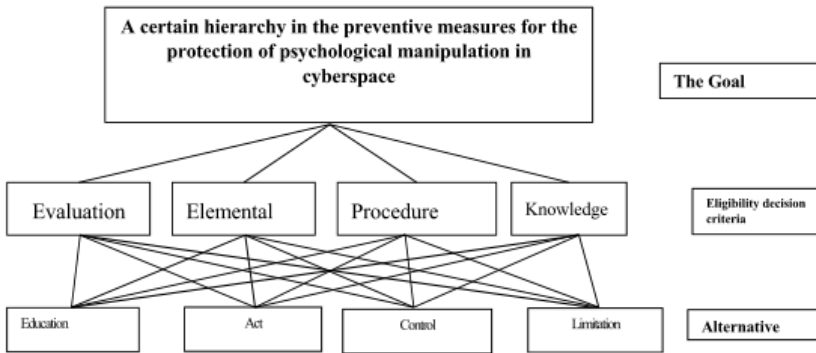 A certain hierarchy in the preventive measures for the
protection of psychological manipulation in
cyberspace
The Goal
Evaluation
Elemental
Procedure
Knowledge
Eligibility decision
criteria
Education
Act
Control
Limitation
Alternative